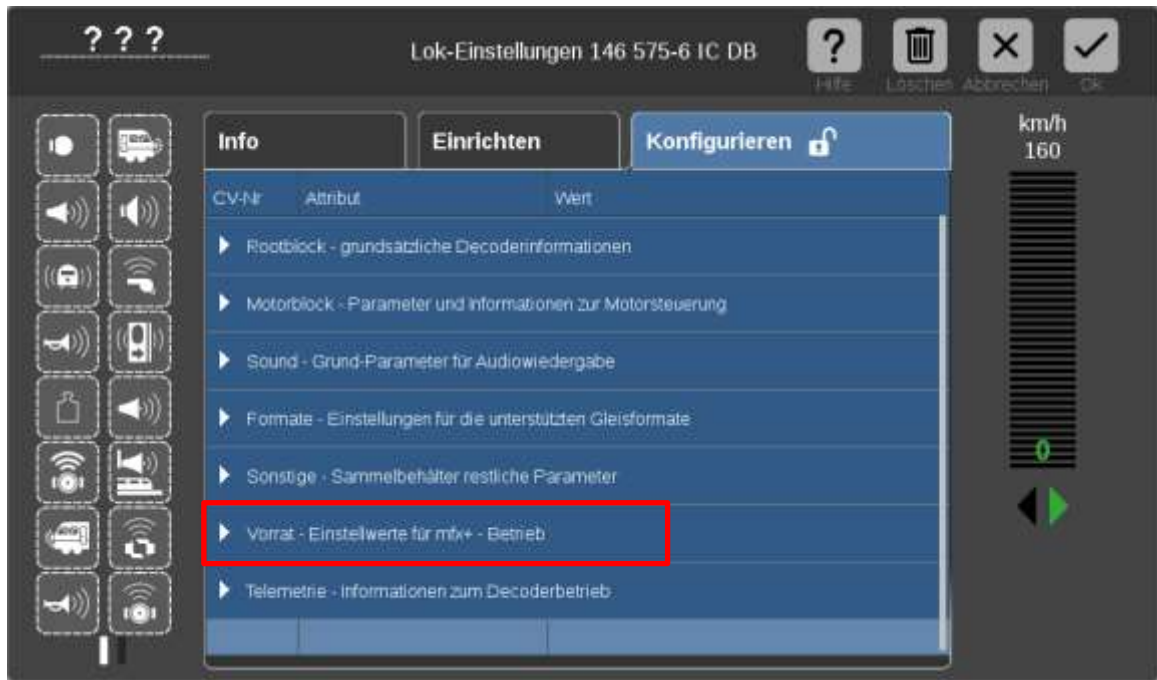 ? ? ?
Lok-Einstellungen 146 575-6 IC DB
?
Hilfe
Löschen
Abbrechen
Ok
Info
Einrichten
Konfigurieren
km/h
160
CV-Nr
Attribut
Wert
Rootblock - grundsätzliche Decoderinformationen
Motorblock - Parameter und Informationen zur Motorsteuerung
Sound - Grund-Parameter für Audiowiedergabe
Formate - Einstellungen für die unterstützten Gleisformate
Sonstige - Sammelbehälter restliche Parameter
Vorrat - Einstellwerte für mfx+ - Betrieb
Telemetrie - Informationen zum Decoderbetrieb
0